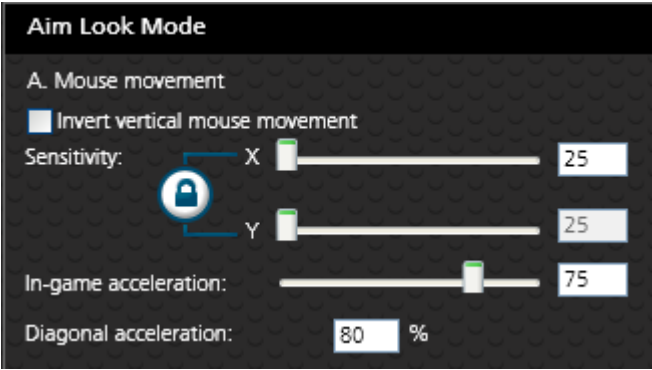 Aim Look Mode
A. Mouse movement
Invert vertical mouse movement
Sensitivity: X 25
Y 25
In-game acceleration: 75
Diagonal acceleration: 80 %